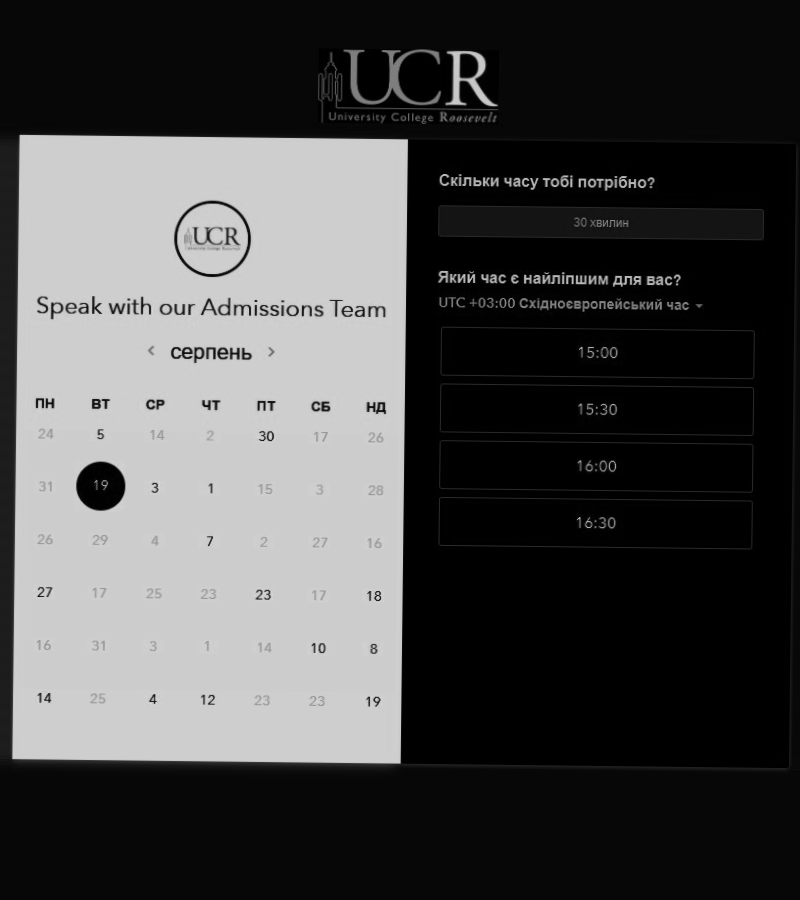 UCR
University College Roosevelt
UCR
University College Roosevelt
Speak with our Admissions Team
серпень
ПН ВТ СР ЧТ ПТ СБ НД
24 5 14 2 30 17 26
31 19 3 1 15 3 28
26 29 4 7 2 27 16
27 17 25 23 23 17 18
16 31 3 1 14 10 8
14 25 4 12 23 23 19
Скільки часу тобі потрібно?
30 хвилин
Який час є найліпшим для вас?
UTC +03:00 Східноєвропейський час
15:00
15:30
16:00
16:30